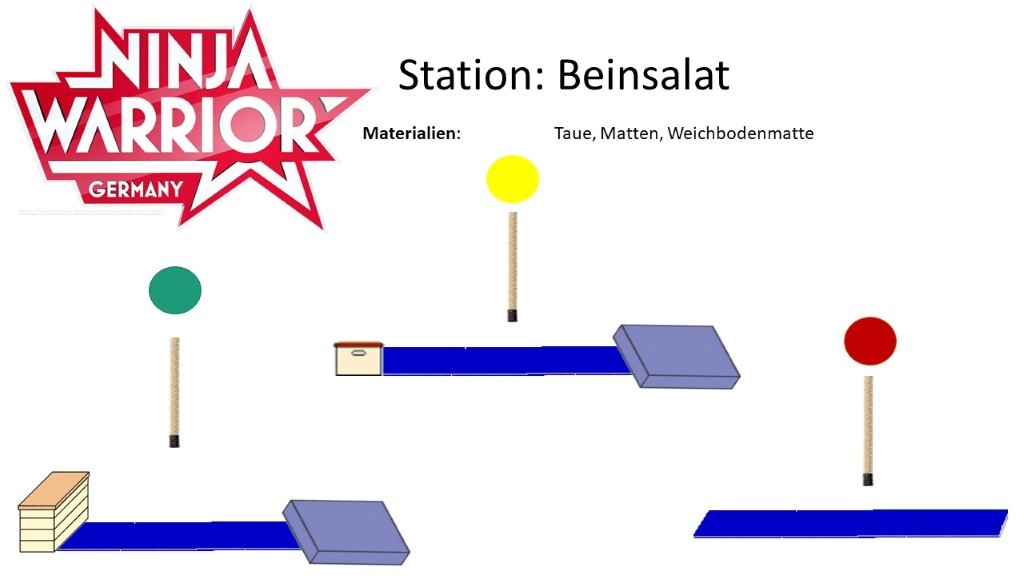 NINJA
WARRIOR
GERMANY
Station: Beinsalat
Materialien: Taue, Matten, Weichbodenmatte